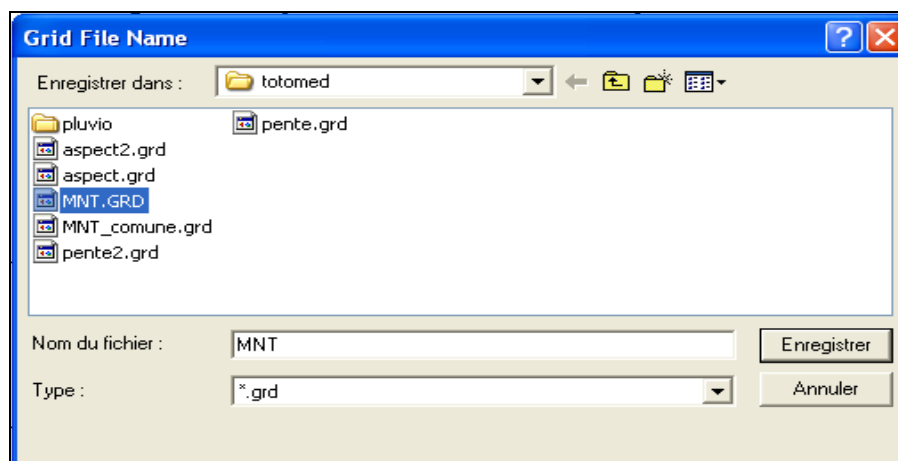 Grid File Name
Enregistrer dans :
totomed
pluvio
aspect2.grd
aspect.grd
MNT.GRD
MNT_comune.grd
pente2.grd
pente.grd
Nom du fichier :
MNT
Enregistrer
Type :
*.grd
Annuler